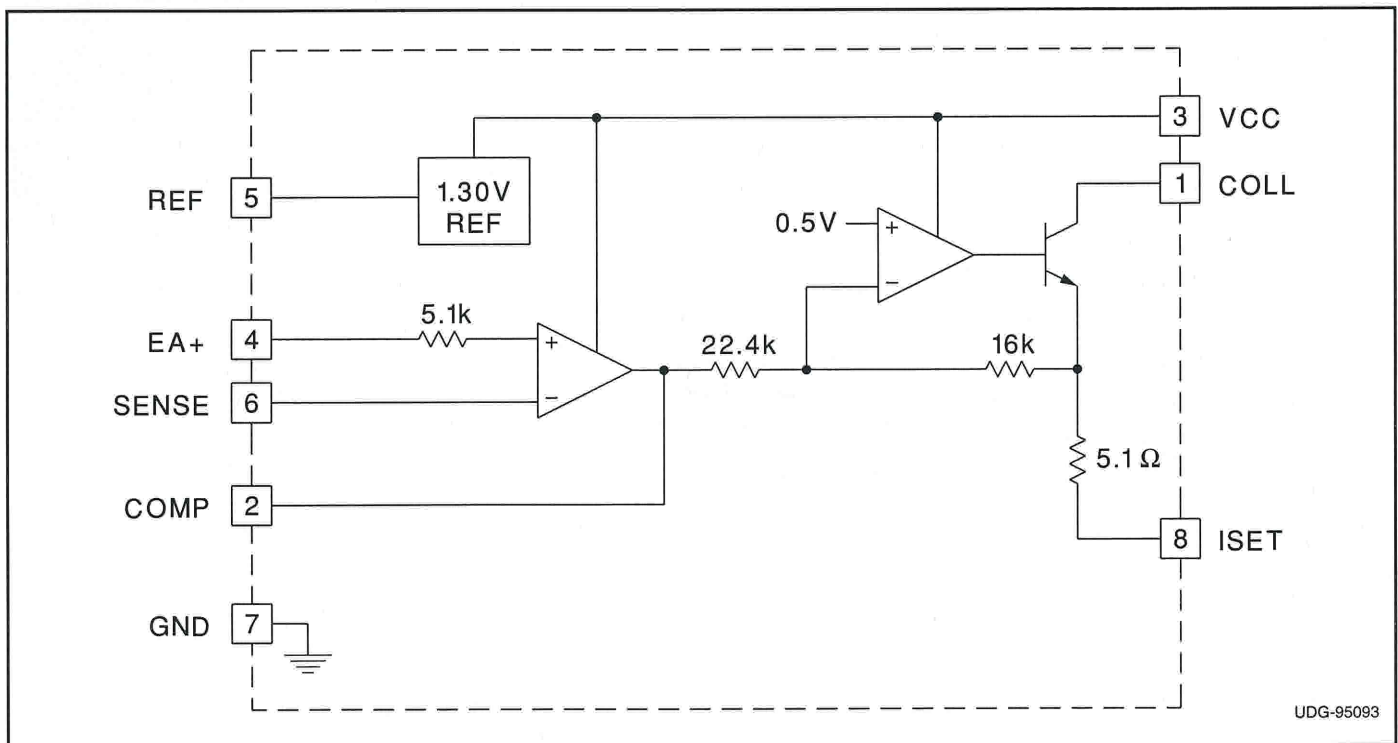 3 VCC
1 COLL
REF 5
1.30V
REF
0.5V
+
−
EA+ 4
5.1k
+
−
22.4k
16k
SENSE 6
5.1 Ω
COMP 2
8 ISET
GND 7
UDG-95093